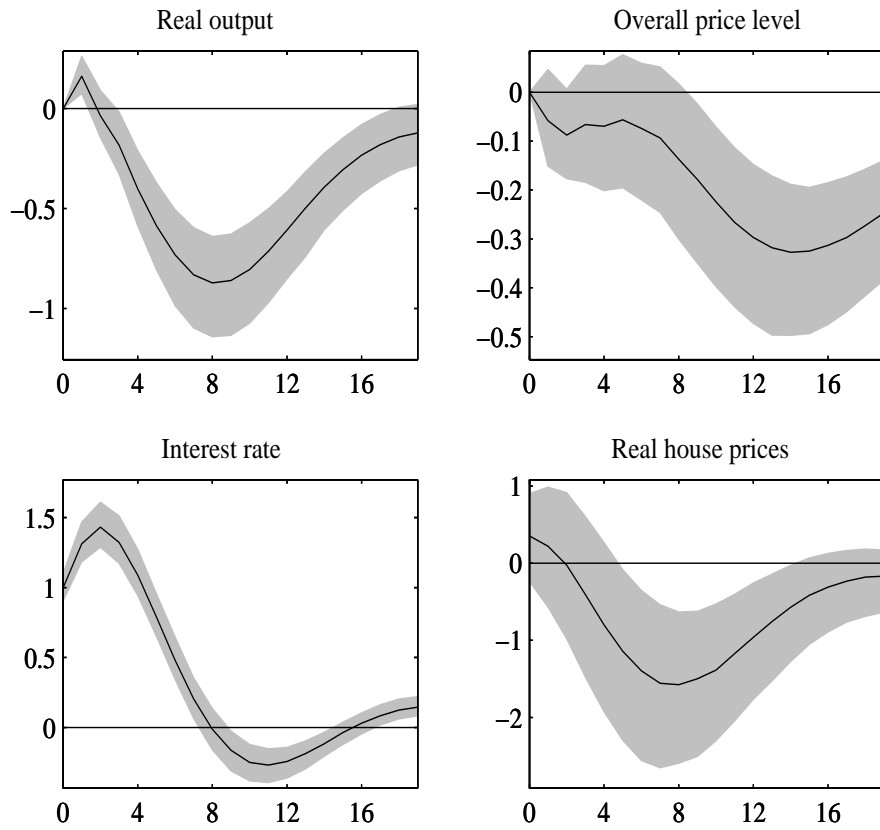 Real output
0
−0.5
−1
0 4 8 12 16
Overall price level
0
−0.1
−0.2
−0.3
−0.4
−0.5
0 4 8 12 16
Interest rate
1.5
1
0.5
0
0 4 8 12 16
Real house prices
1
0
−1
−2
0 4 8 12 16